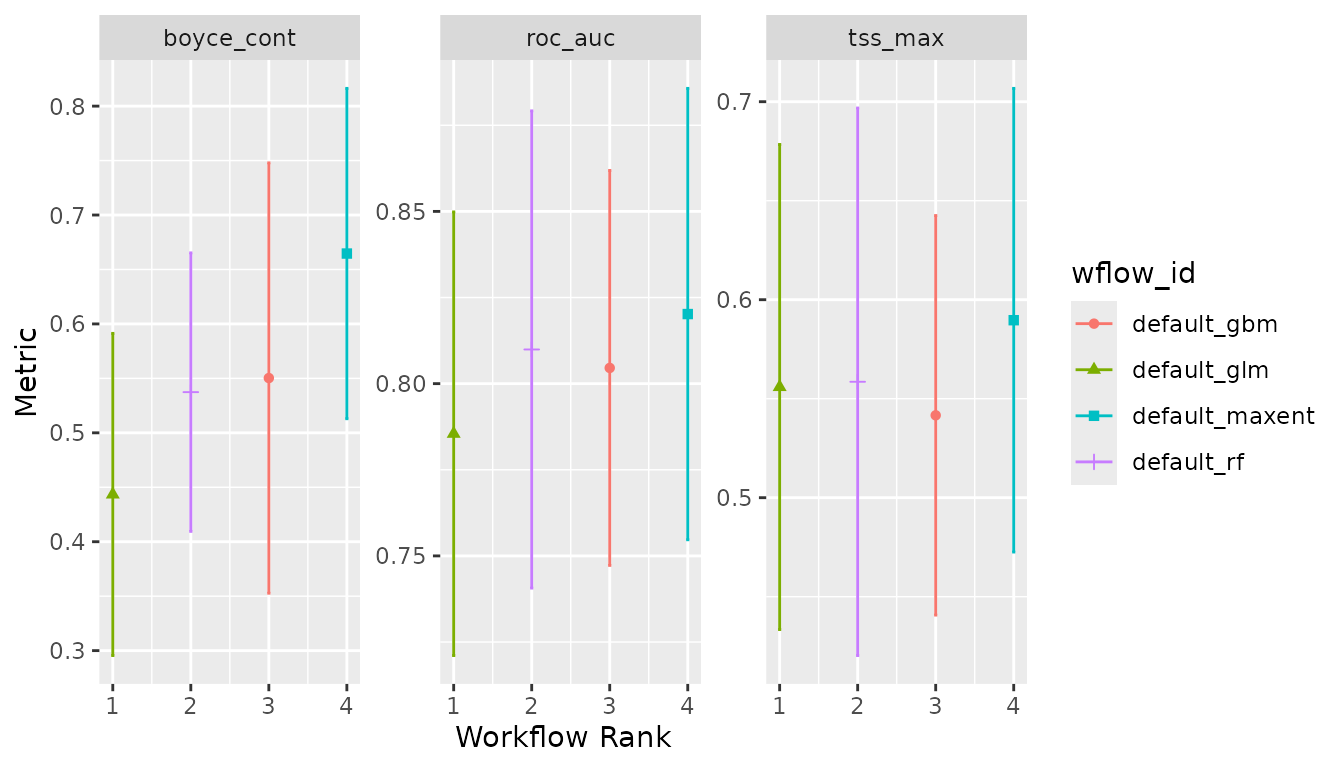 boyce_cont
roc_auc
tss_max
Metric
0.8
0.7
0.6
0.5
0.4
0.3
0.85
0.80
0.75
0.7
0.6
0.5
1 2 3 4
1 2 3 4
1 2 3 4
Workflow Rank
wflow_id
default_gbm
default_glm
default_maxent
default_rf